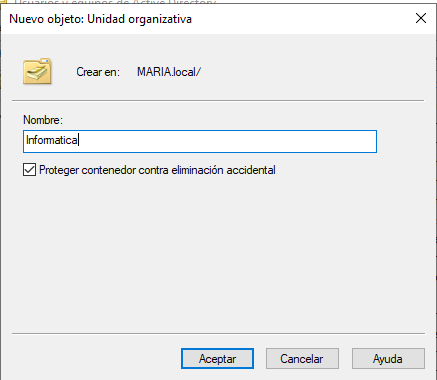 Usuarios y equipos de Active Directory
Nuevo objeto: Unidad organizativa
Crear en: MARIA.local/
Nombre:
Informatica
Proteger contenedor contra eliminación accidental
Aceptar Cancelar Ayuda